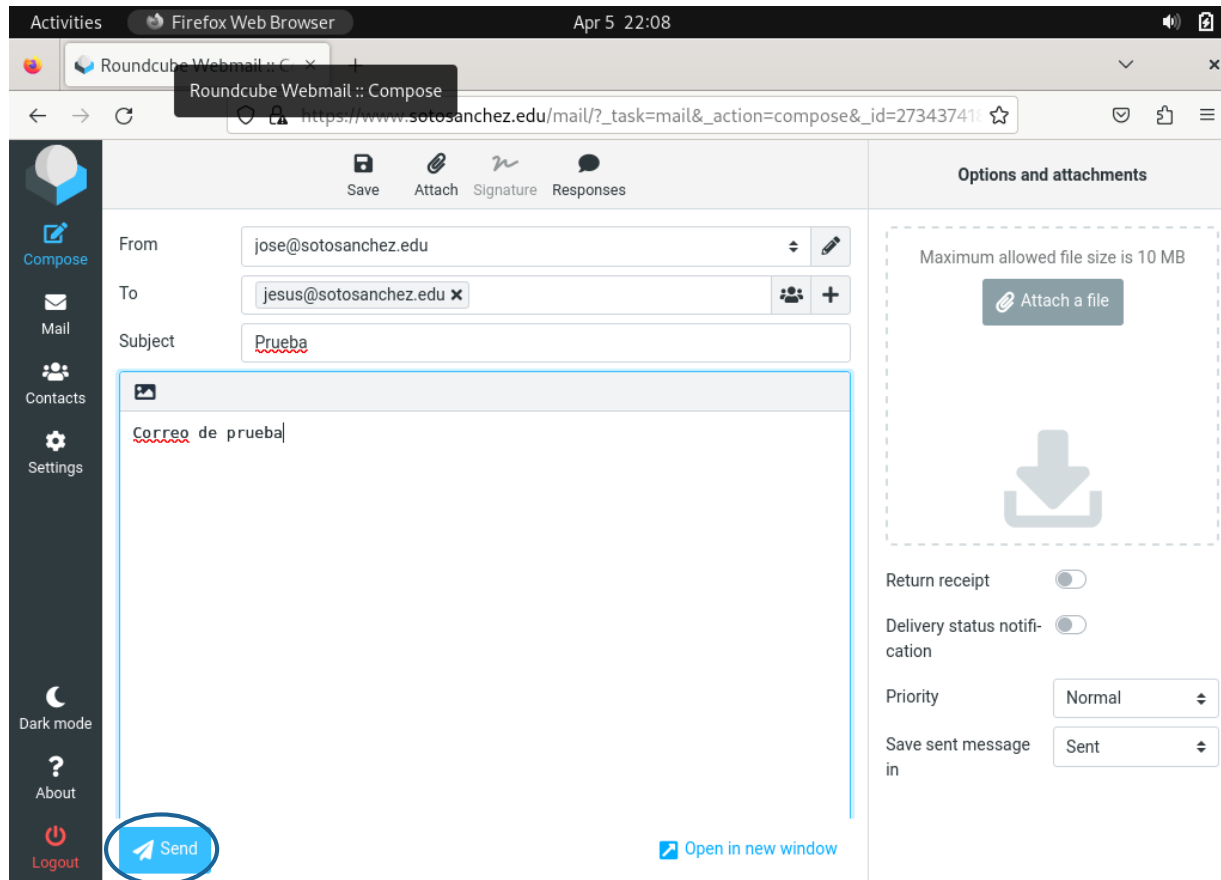 Activities Firefox Web Browser Apr 5 22:08
Roundcube Webmail :: C
Roundcube Webmail :: Compose
https://www.sotosanchez.edu/mail/?_task=mail&_action=compose&_id=273437418
Save Attach Signature Responses
Options and attachments
Compose
Mail
Contacts
Settings
Dark mode
About
Logout
From jose@sotosanchez.edu
To jesus@sotosanchez.edu
Subject Prueba
Correo de prueba
Send
Open in new window
Maximum allowed file size is 10 MB
Attach a file
Return receipt
Delivery status notifi-
cation
Priority Normal
Save sent message Sent
in